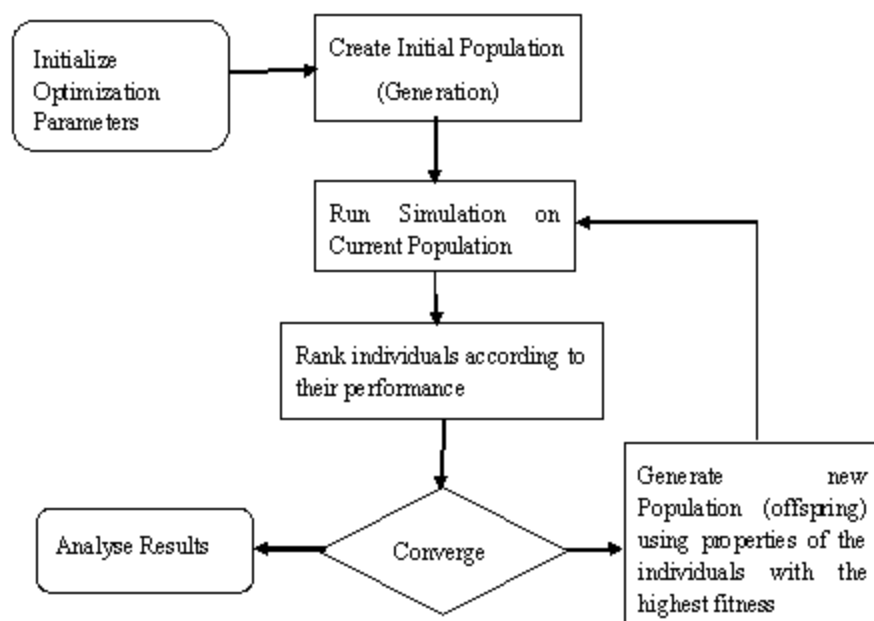 Initialize
Optimization
Parameters
Create Initial Population
(Generation)
Run Simulation on
Current Population
Rank individuals according to
their performance
Converge
Analyse Results
Generate new
Population (offspring)
using properties of the
individuals with the
highest fitness